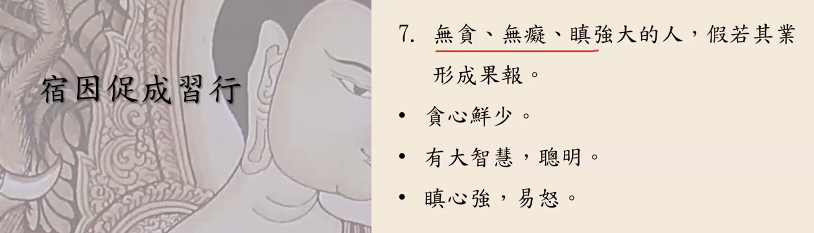 宿因促成習行
7. 無貪、無癡、瞋強大的人，假若其業
形成果報。
• 貪心鮮少。
• 有大智慧，聰明。
• 瞋心強，易怒。